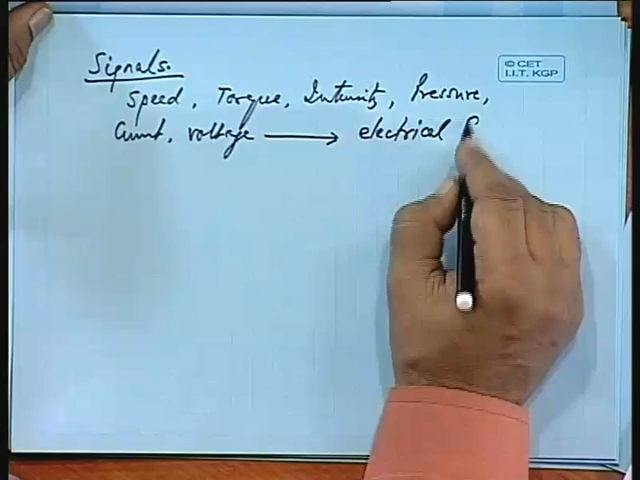 Signals.
© CET
I.I.T. KGP
Speed, Torque, Intensity, Pressure,
Current, voltage → electrical S